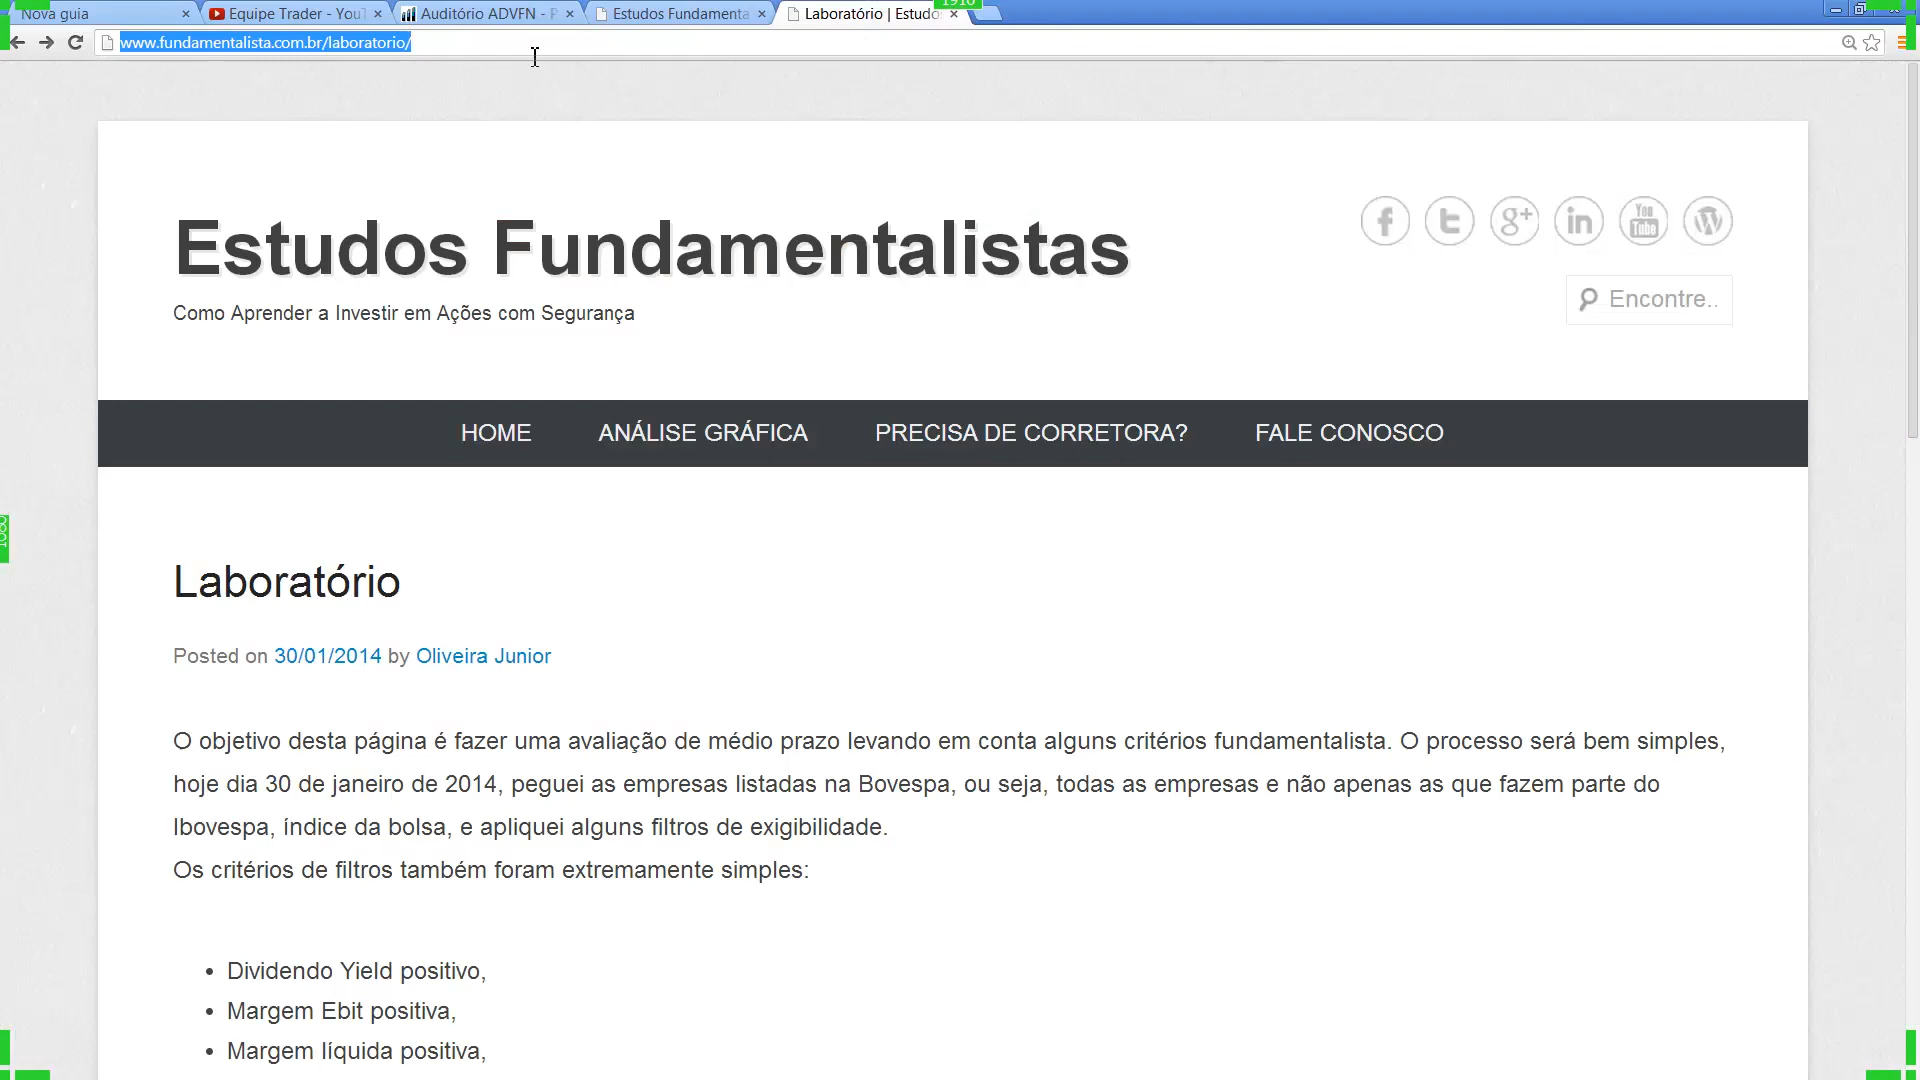 Nova guia
Equipe Trader - YouT
Auditório ADVFN - P
Estudos Fundamenta
Laboratório | Estudo
1910
www.fundamentalista.com.br/laboratorio/
Estudos Fundamentalistas
Como Aprender a Investir em Ações com Segurança
f
t
g+
in
You Tube
W
Encontre..
HOME
ANÁLISE GRÁFICA
PRECISA DE CORRETORA?
FALE CONOSCO
1080
Laboratório
Posted on 30/01/2014 by Oliveira Junior
O objetivo desta página é fazer uma avaliação de médio prazo levando em conta alguns critérios fundamentalista. O processo será bem simples,
hoje dia 30 de janeiro de 2014, peguei as empresas listadas na Bovespa, ou seja, todas as empresas e não apenas as que fazem parte do
Ibovespa, índice da bolsa, e apliquei alguns filtros de exigibilidade.
Os critérios de filtros também foram extremamente simples:
• Dividendo Yield positivo,
• Margem Ebit positiva,
• Margem líquida positiva,